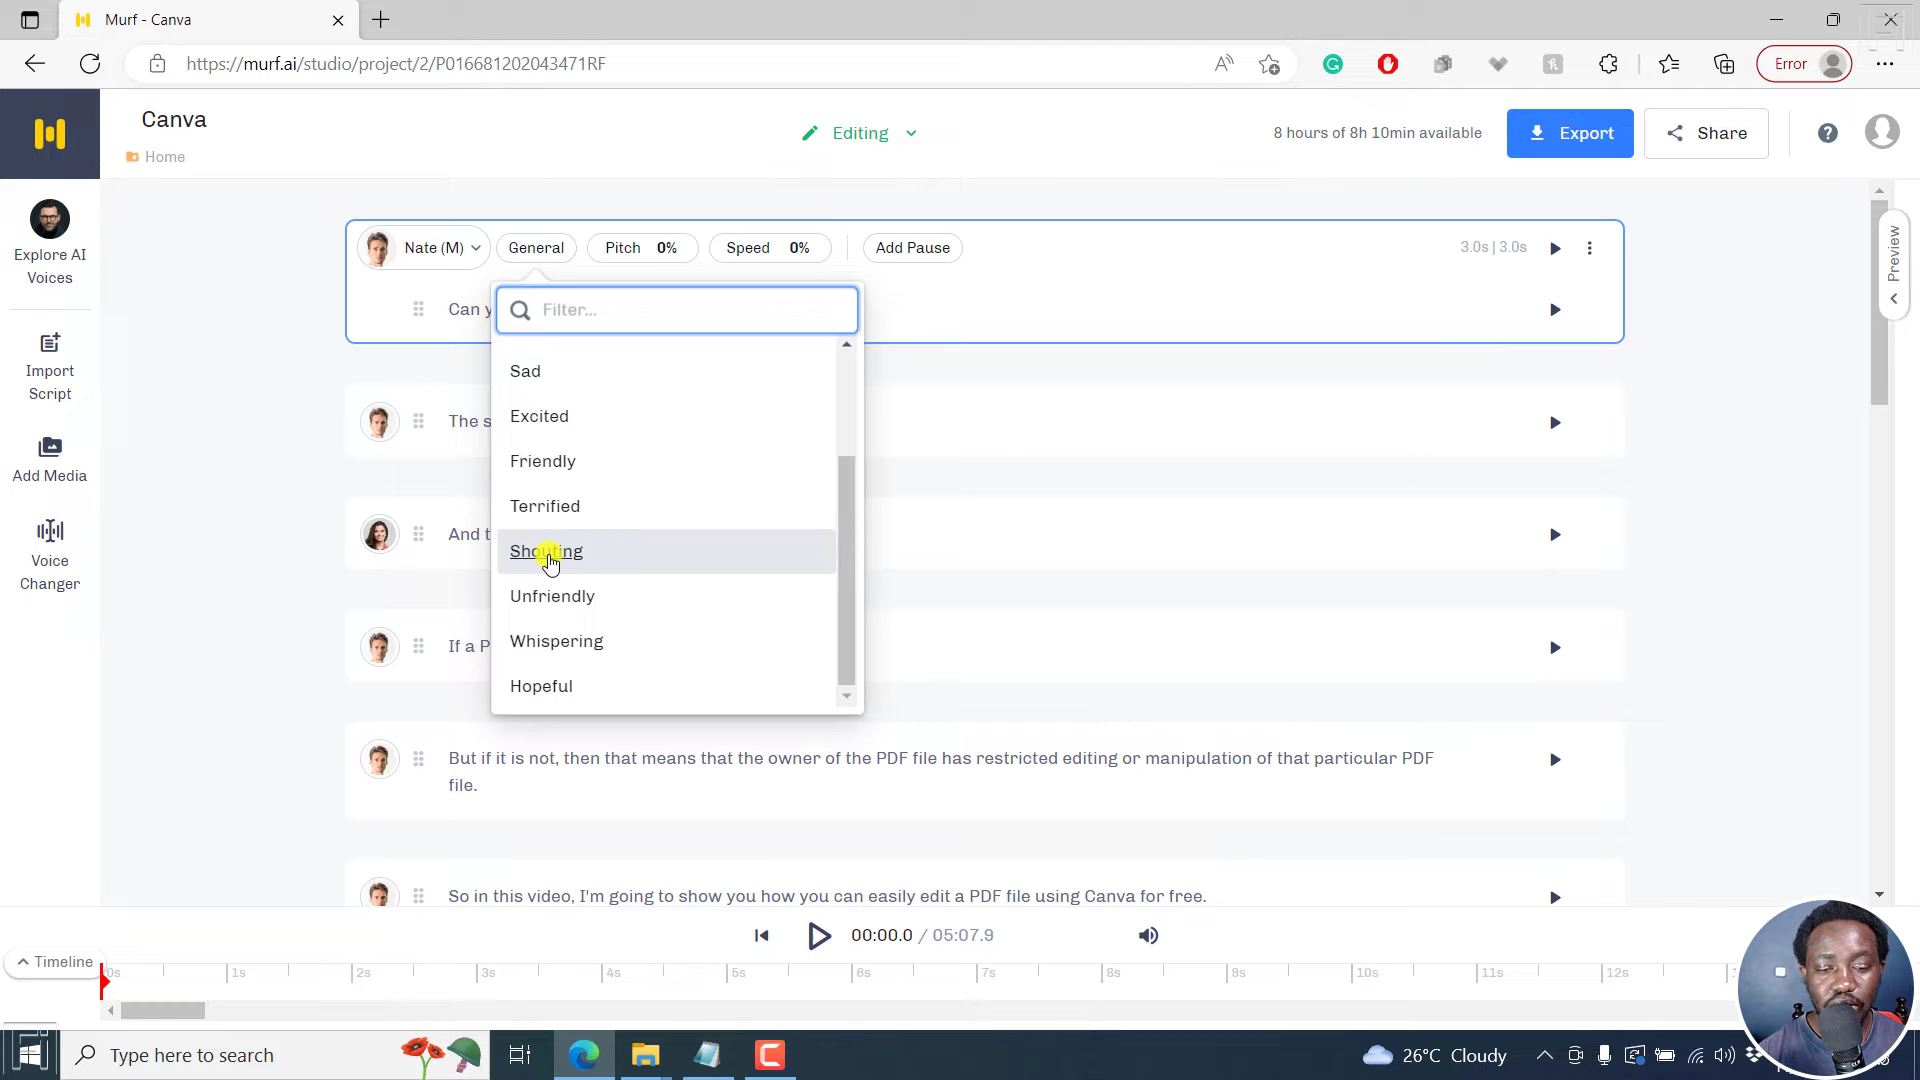 Murf - Canva
https://murf.ai/studio/project/2/P016681202043471RF
Error
Canva
Home
Editing
8 hours of 8h 10min available
Export
Share
Explore AI
Voices
Import
Script
Add Media
Voice
Changer
Nate (M)
General
Pitch 0%
Speed 0%
Add Pause
3.0s | 3.0s
Preview
Can y
Filter...
Sad
Excited
Friendly
Terrified
Shouting
Unfriendly
Whispering
Hopeful
The s
And t
If a P
But if it is not, then that means that the owner of the PDF file has restricted editing or manipulation of that particular PDF
file.
So in this video, I'm going to show you how you can easily edit a PDF file using Canva for free.
00:00.0 / 05:07.9
Timeline
0s 1s 2s 3s 4s 5s 6s 7s 8s 9s 10s 11s 12s
Type here to search
26°C Cloudy